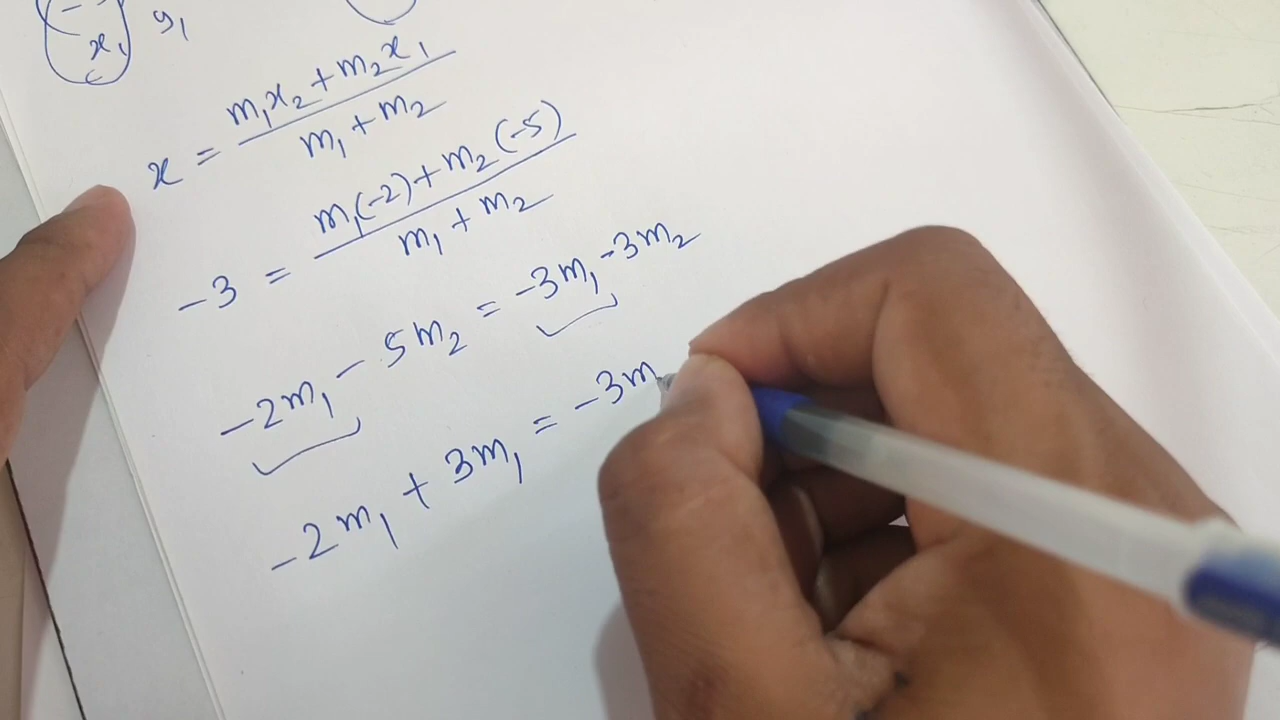 x₁ y₁
x = (m₁x₂ + m₂x₁)/(m₁ + m₂)
-3 = (m₁(-2) + m₂(-5))/(m₁ + m₂)
-2m₁ - 5m₂ = -3m₁ -3m₂
-2m₁ + 3m₁ = -3m